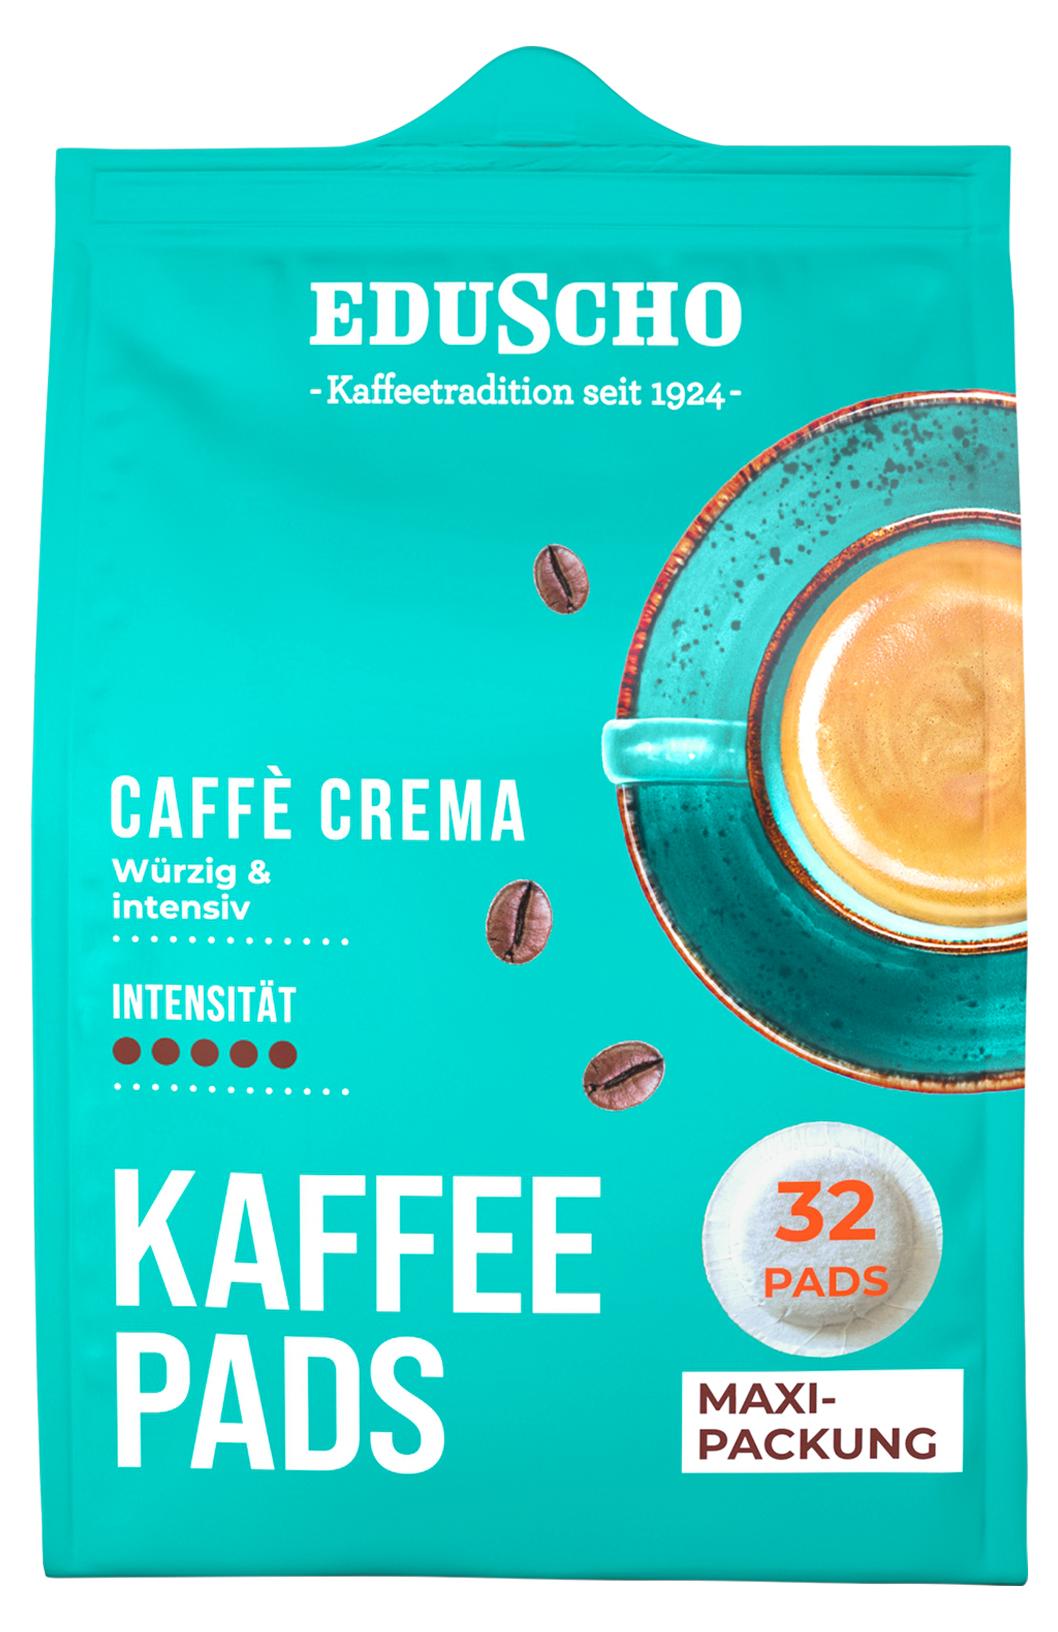 EDUSCHO
-Kaffeetradition seit 1924-
CAFFÈ CREMA
Würzig &
intensiv
INTENSITÄT
KAFFEE
PADS
32
PADS
MAXI-
PACKUNG